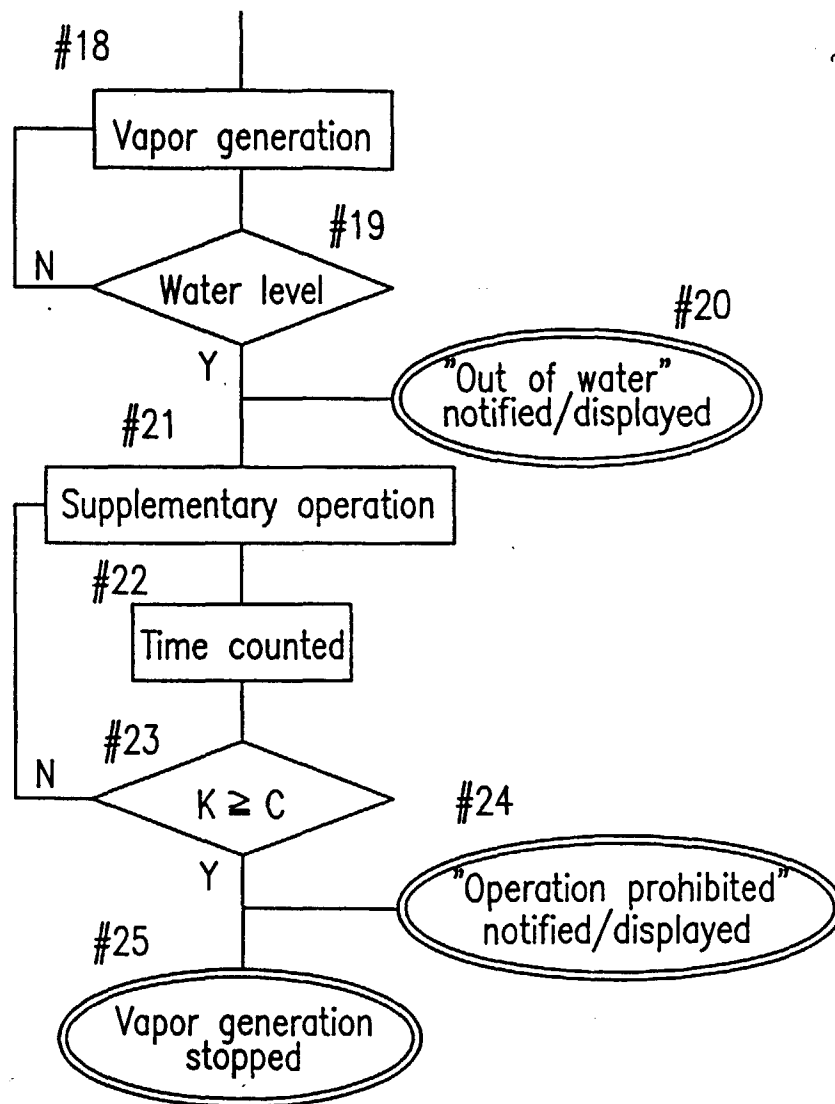 #18
Vapor generation
#19
N
Water level
#20
Y
"Out of water"
notified/displayed
#21
Supplementary operation
#22
Time counted
#23
N
K ≧ C
#24
Y
"Operation prohibited"
notified/displayed
#25
Vapor generation
stopped